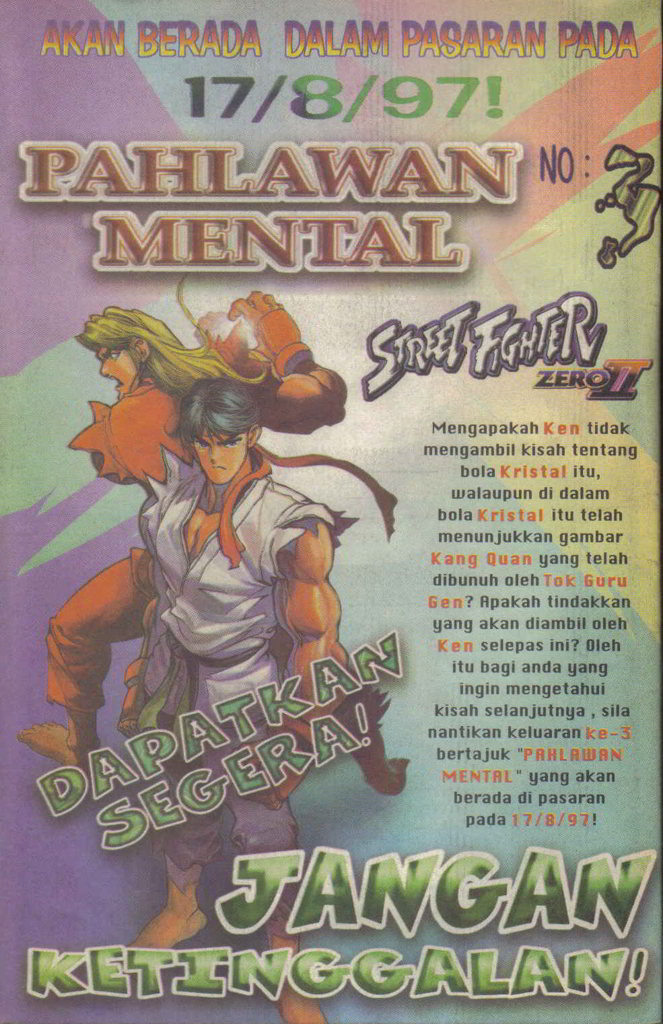 AKAN BERADA DALAM PASARAN PADA
17/8/97!
PAHLAWAN
MENTAL
NO: 3
STREET FIGHTER
ZERO II
Mengapakah Ken tidak
mengambil kisah tentang
bola Kristal itu,
walaupun di dalam
bola Kristal itu telah
menunjukkan gambar
Kang Quan yang telah
dibunuh oleh Tok Guru
Gen? Apakah tindakkan
yang akan diambil oleh
Ken selepas ini? Oleh
itu bagi anda yang
ingin mengetahui
kisah selanjutnya , sila
nantikan keluaran ke-3
bertajuk "PAHLAWAN
MENTAL" yang akan
berada di pasaran
pada 17/8/97!
DAPATKAN
SEGERA!
JANGAN
KETINGGALAN!